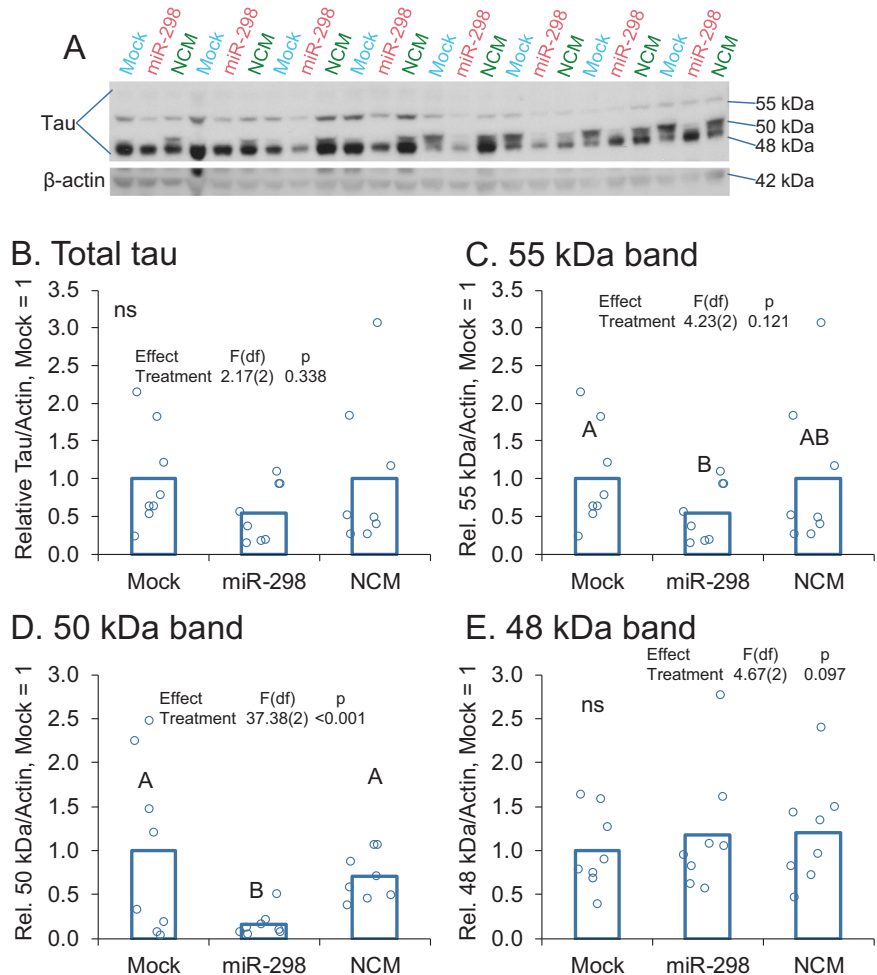 A
Mock miR-298 NCM Mock miR-298 NCM Mock miR-298 NCM Mock miR-298 NCM Mock miR-298 NCM Mock miR-298 NCM Mock miR-298 NCM Mock miR-298 NCM
Tau
55 kDa
50 kDa
48 kDa
β-actin
42 kDa
B. Total tau
Relative Tau/Actin, Mock = 1
3.5
3.0
2.5
2.0
1.5
1.0
0.5
0.0
ns
Effect F(df) p
Treatment 2.17(2) 0.338
Mock miR-298 NCM
C. 55 kDa band
Rel. 55 kDa/Actin, Mock = 1
3.5
3.0
2.5
2.0
1.5
1.0
0.5
0.0
Effect F(df) p
Treatment 4.23(2) 0.121
A B AB
Mock miR-298 NCM
D. 50 kDa band
Rel. 50 kDa/Actin, Mock = 1
3.0
2.5
2.0
1.5
1.0
0.5
0.0
Effect F(df) p
Treatment 37.38(2) <0.001
A B A
Mock miR-298 NCM
E. 48 kDa band
Rel. 48 kDa/Actin, Mock = 1
3.0
2.5
2.0
1.5
1.0
0.5
0.0
Effect F(df) p
Treatment 4.67(2) 0.097
ns
Mock miR-298 NCM